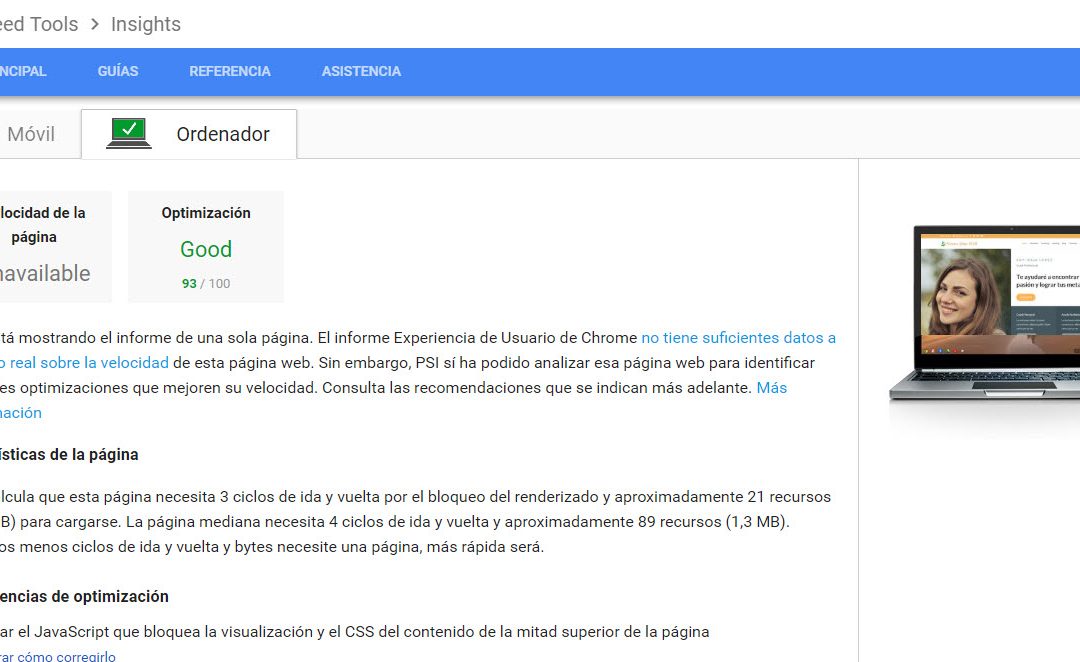 eed Tools > Insights
NCIPAL GUÍAS REFERENCIA ASISTENCIA
Móvil Ordenador
locidad de la
página
navailable
Optimización
Good
93 / 100
tá mostrando el informe de una sola página. El informe Experiencia de Usuario de Chrome no tiene suficientes datos a
o real sobre la velocidad de esta página web. Sin embargo, PSI sí ha podido analizar esa página web para identificar
es optimizaciones que mejoren su velocidad. Consulta las recomendaciones que se indican más adelante. Más
nación
Te ayudaré a encontrar
pasión y lograr tus meta
ísticas de la página
lcula que esta página necesita 3 ciclos de ida y vuelta por el bloqueo del renderizado y aproximadamente 21 recursos
B) para cargarse. La página mediana necesita 4 ciclos de ida y vuelta y aproximadamente 89 recursos (1,3 MB).
os menos ciclos de ida y vuelta y bytes necesite una página, más rápida será.
encias de optimización
ar el JavaScript que bloquea la visualización y el CSS del contenido de la mitad superior de la página
rar cómo corregirlo